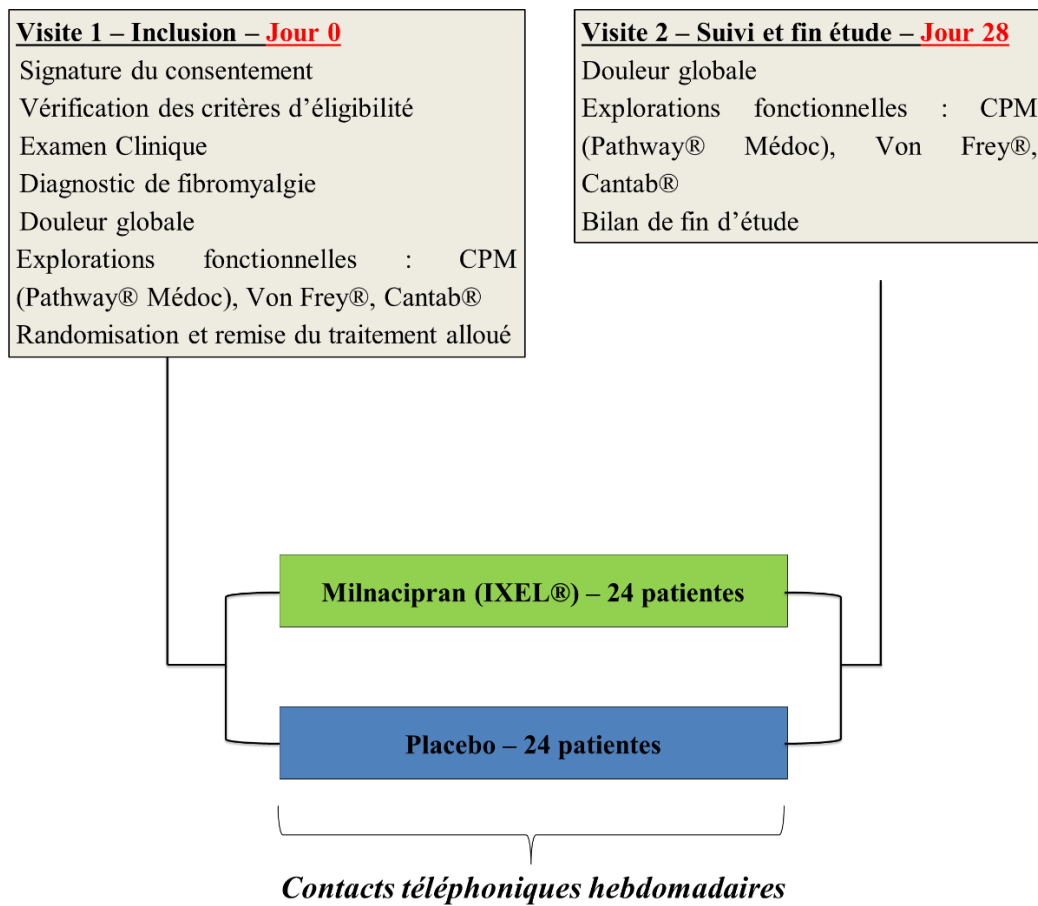 Visite 1 – Inclusion – Jour 0
Signature du consentement
Vérification des critères d’éligibilité
Examen Clinique
Diagnostic de fibromyalgie
Douleur globale
Explorations fonctionnelles : CPM
(Pathway® Médoc), Von Frey®, Cantab®
Randomisation et remise du traitement alloué
Visite 2 – Suivi et fin étude – Jour 28
Douleur globale
Explorations fonctionnelles : CPM
(Pathway® Médoc), Von Frey®,
Cantab®
Bilan de fin d’étude
Milnacipran (IXEL®) – 24 patientes
Placebo – 24 patientes
Contacts téléphoniques hebdomadaires